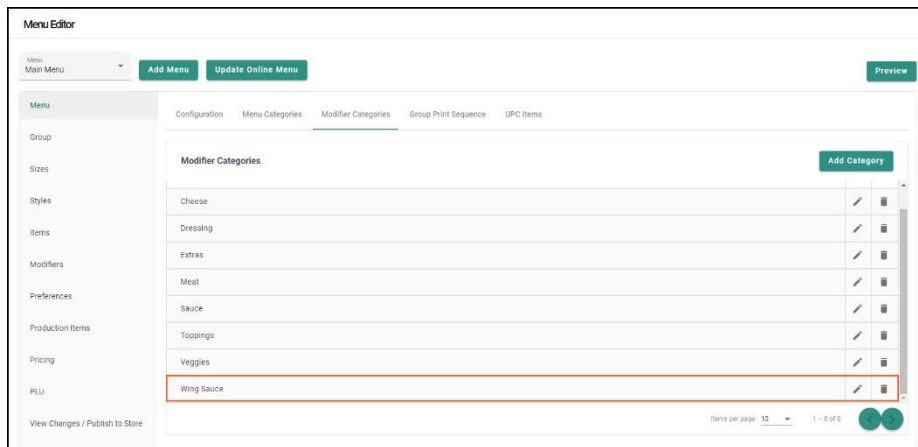 Menu Editor
Menu
Main Menu
Add Menu
Update Online Menu
Preview
Menu
Group
Sizes
Styles
Items
Modifiers
Preferences
Production Items
Pricing
PLU
View Changes / Publish to Store
Configuration Menu Categories Modifier Categories Group Print Sequence UPC Items
Modifier Categories
Add Category
Cheese
Dressing
Extras
Meat
Sauce
Toppings
Veggies
Wing Sauce
Items per page: 10 1 – 8 of 8